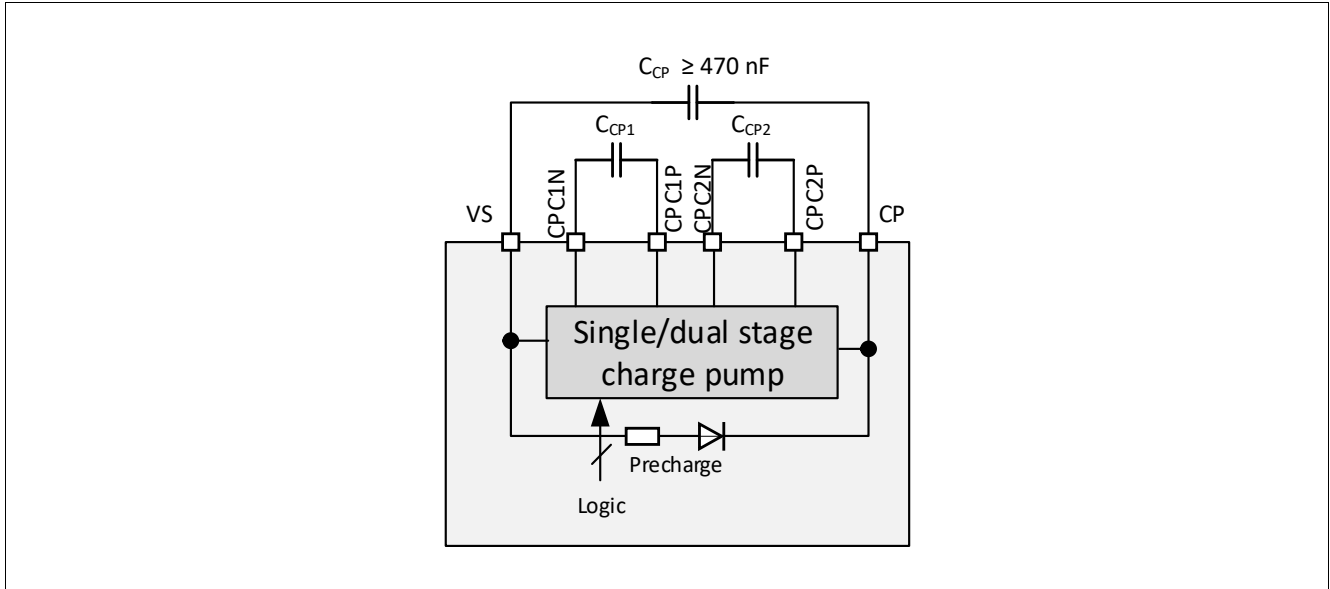 C_CP ≥ 470 nF
C_CP1
C_CP2
VS
CPC1N
CPC1P
CPC2N
CPC2P
CP
Single/dual stage
charge pump
Precharge
Logic